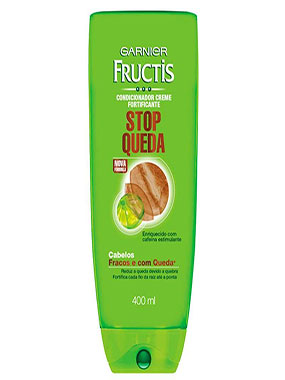 GARNIER
FRUCTIS
CONDICIONADOR CREME
FORTIFICANTE
STOP
QUEDA
NOVA
FÓRMULA
Enriquecido com
cafeína estimulante
Cabelos
Fracos e com Queda*
Reduz a queda devido a quebra
Fortifica cada fio da raiz até a ponta
400 ml